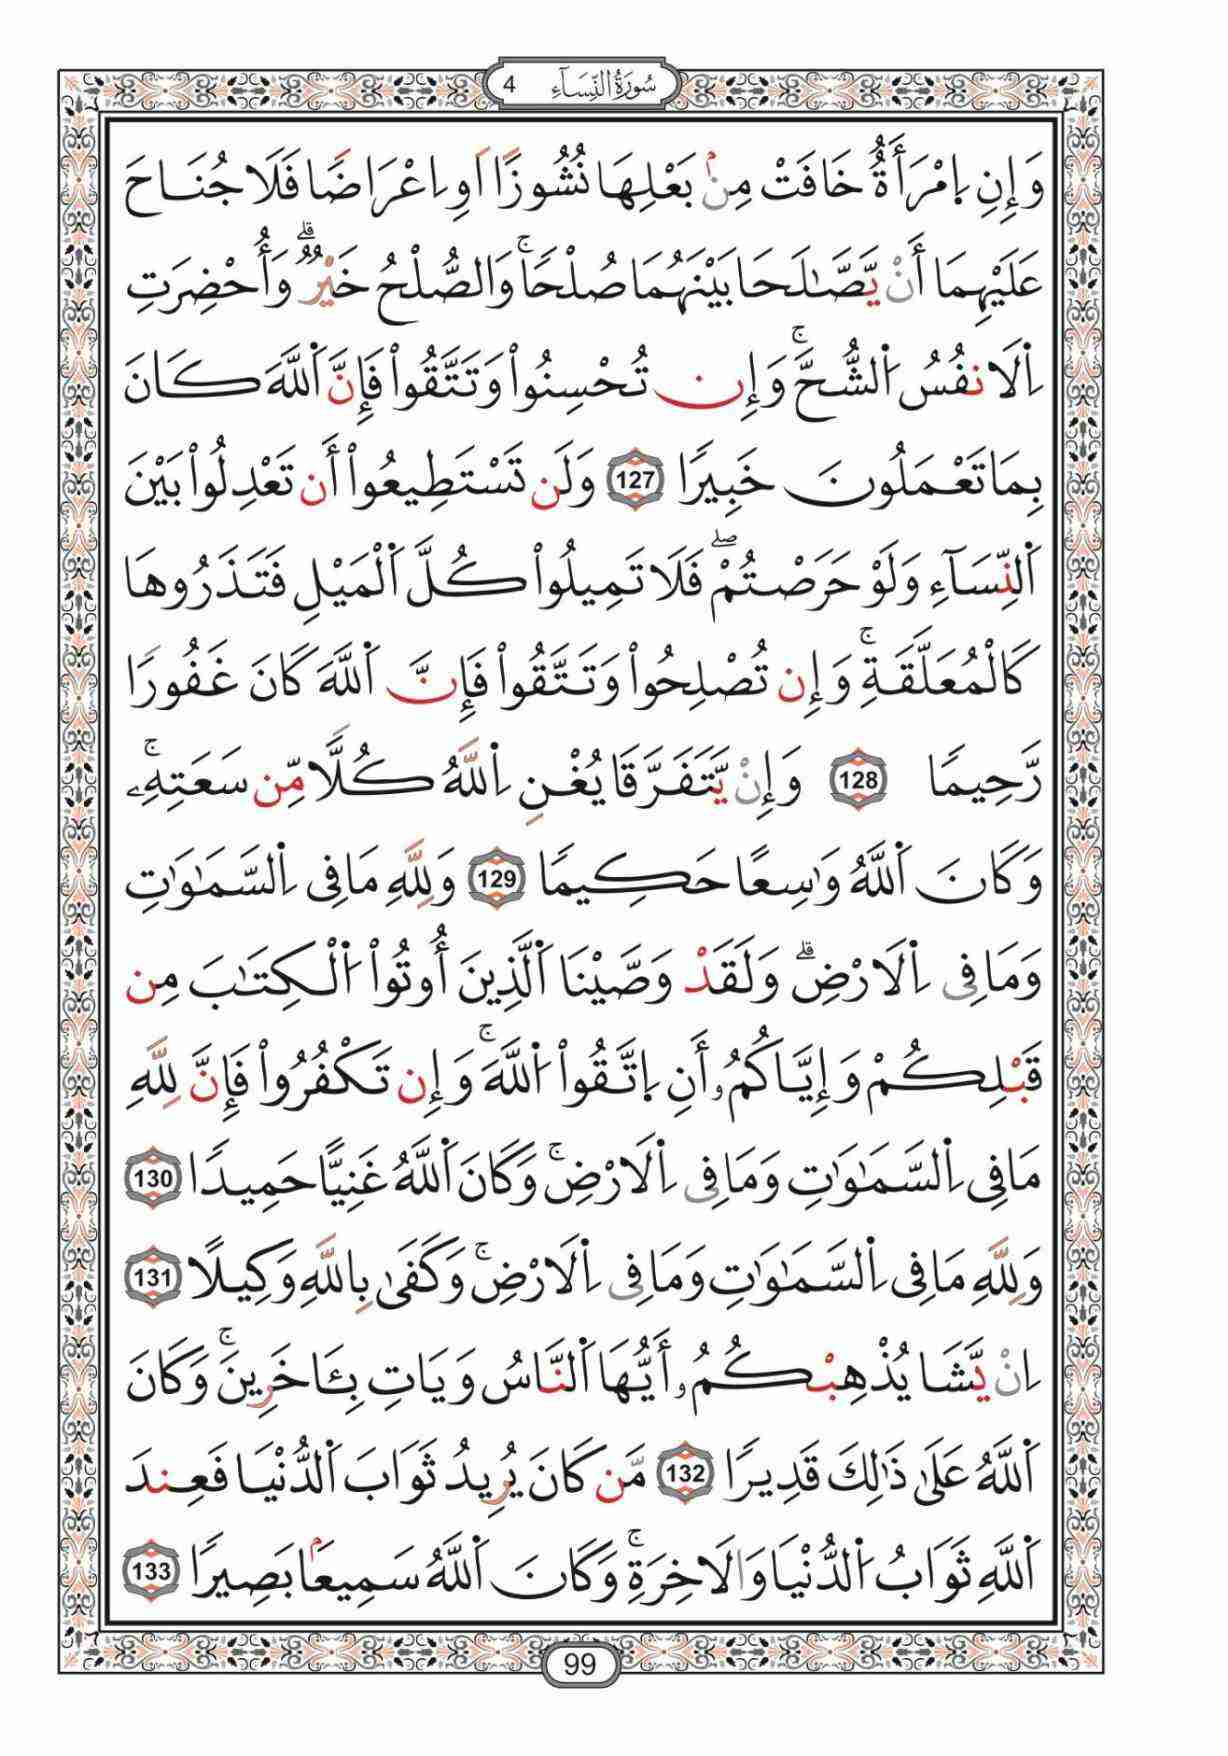 سُورَةُ النِّسَآءِ 4
وَإِنِ اِمْرَأَةٌ خَافَتْ مِنۢ بَعْلِهَا نُشُوزًا اَوِ اِعْرَاضًا فَلَا جُنَاحَ
عَلَيْهِمَا أَنْ يَّصَّٰلَحَا بَيْنَهُمَا صُلْحًاۚ وَالصُّلْحُ خَيْرٌۗ وَأُحْضِرَتِ
اِ۬لَانفُسُ اُ۬لشُّحَّۚ وَإِن تُحْسِنُواْ وَتَتَّقُواْ فَإِنَّ اَ۬للَّهَ كَانَ
بِمَا تَعْمَلُونَ خَبِيرًا 127 وَلَن تَسْتَطِيعُواْ أَن تَعْدِلُواْ بَيْنَ
اَ۬لنِّسَآءِ وَلَوْ حَرَصْتُمْۖ فَلَا تَمِيلُواْ كُلَّ اَ۬لْمَيْلِ فَتَذَرُوهَا
كَالْمُعَلَّقَةِۚ وَإِن تُصْلِحُواْ وَتَتَّقُواْ فَإِنَّ اَ۬للَّهَ كَانَ غَفُورًا
رَّحِيمًا 128 وَإِنْ يَّتَفَرَّقَا يُغْنِ اِ۬للَّهُ كُلًّا مِّن سَعَتِهِۦۚ
وَكَانَ اَ۬للَّهُ وَٰسِعًا حَكِيمًا 129 وَلِلَّهِ مَا فِى اِ۬لسَّمَٰوَٰتِ
وَمَا فِى اِ۬لَارْضِۗ وَلَقَدْ وَصَّيْنَا اَ۬لَّذِينَ أُوتُواْ اُ۬لْكِتَٰبَ مِن
قَبْلِكُمْ وَإِيَّاكُمُۥ أَنِ اِ۪تَّقُواْ اُ۬للَّهَۚ وَإِن تَكْفُرُواْ فَإِنَّ لِلَّهِ
مَا فِى اِ۬لسَّمَٰوَٰتِ وَمَا فِى اِ۬لَارْضِۚ وَكَانَ اَ۬للَّهُ غَنِيًّا حَمِيدًا 130
وَلِلَّهِ مَا فِى اِ۬لسَّمَٰوَٰتِ وَمَا فِى اِ۬لَارْضِۚ وَكَفَىٰ بِاللَّهِ وَكِيلًا 131
اِنْ يَّشَا يُذْهِبْكُمُۥ أَيُّهَا اَ۬لنَّاسُ وَيَاتِ بِـَٔاخَرِينَۚ وَكَانَ
اَ۬للَّهُ عَلَىٰ ذَٰلِكَ قَدِيرًا 132 مَّن كَانَ يُرِيدُ ثَوَابَ اَ۬لدُّنْيَا فَعِندَ
اَ۬للَّهِ ثَوَابُ اُ۬لدُّنْيَا وَالَاخِرَةِۚ وَكَانَ اَ۬للَّهُ سَمِيعَۢا بَصِيرًا 133
99